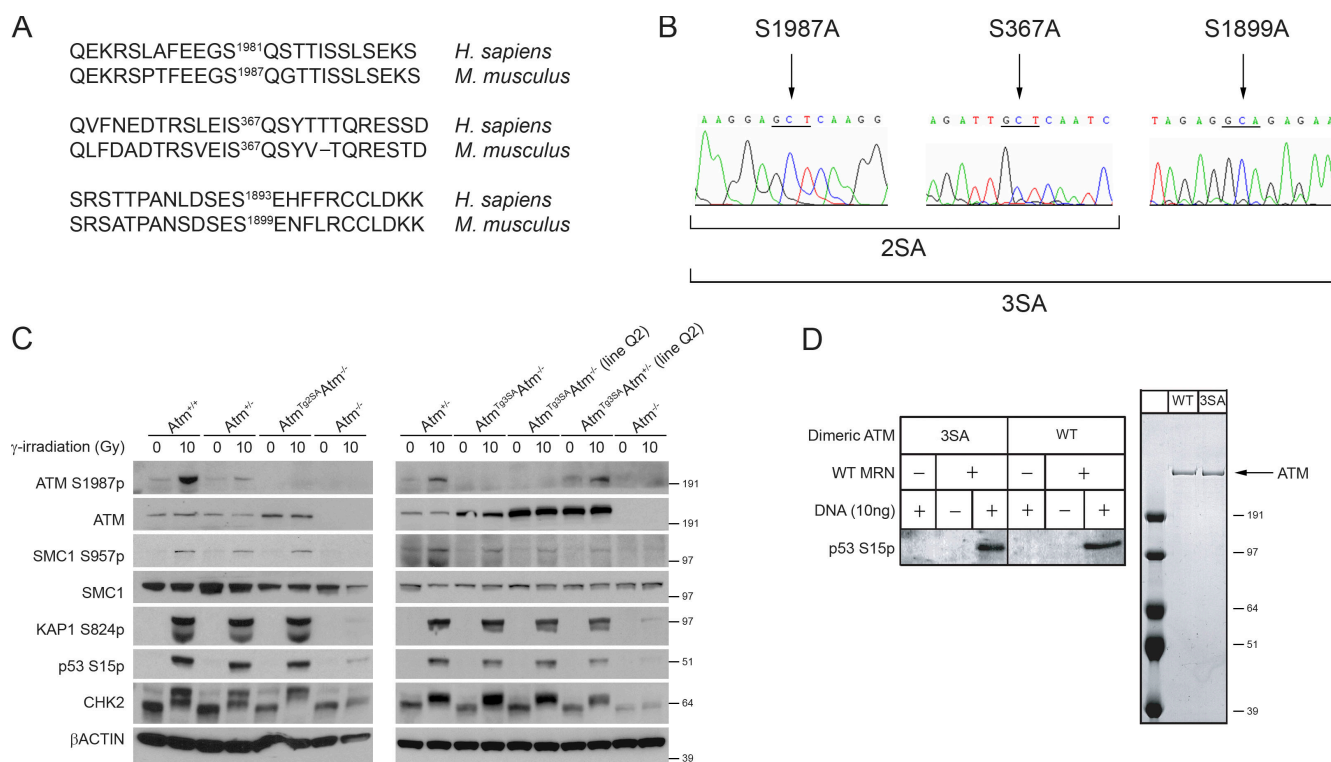 A
QEKRSLAFEEGS1981QSTTISSLSEKS H. sapiens
QEKRSPTFEEGS1987QGTTISSLSEKS M. musculus
QVFNEDTRSLEIS367QSYTTTQRESSD H. sapiens
QLFDADTRSVEIS367QSYV–TQRESTD M. musculus
SRSTTPANLDSES1893EHFFRCCLDKK H. sapiens
SRSATPANSDSES1899ENFLRCCLDKK M. musculus
B
S1987A S367A S1899A
AAGGAGCTCAAGG AGATTGCTCAATC TAGAGGCAGAGAA
2SA
3SA
C
Atm+/+ Atm+/- AtmTg2SAAtm-/- Atm-/- Atm+/- AtmTg3SAAtm-/- AtmTg3SAAtm-/- (line Q2) AtmTg3SAAtm+/- (line Q2) Atm-/-
γ-irradiation (Gy) 0 10 0 10 0 10 0 10 0 10 0 10 0 10 0 10 0 10
ATM S1987p 191
ATM 191
SMC1 S957p 97
SMC1 97
KAP1 S824p 97
p53 S15p 51
CHK2 64
βACTIN 39
D
Dimeric ATM 3SA WT
WT MRN – + – +
DNA (10ng) + – + + – +
p53 S15p
WT 3SA
ATM
191
97
64
51
39